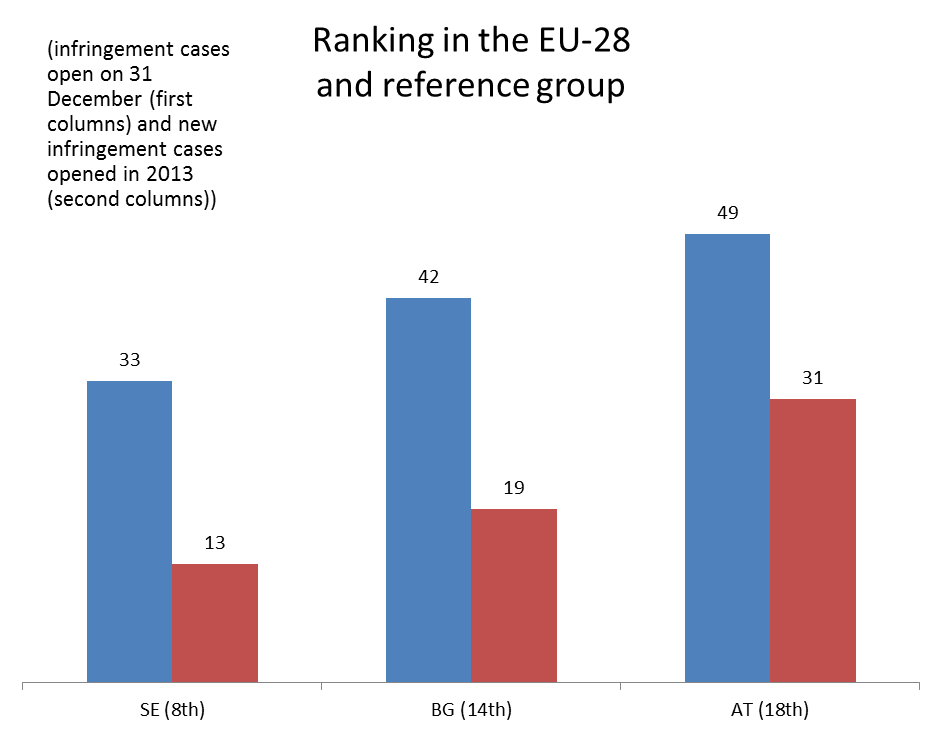 Ranking in the EU-28
and reference group
(infringement cases
open on 31
December (first
columns) and new
infringement cases
opened in 2013
(second columns))
33
13
42
19
49
31
SE (8th)
BG (14th)
AT (18th)